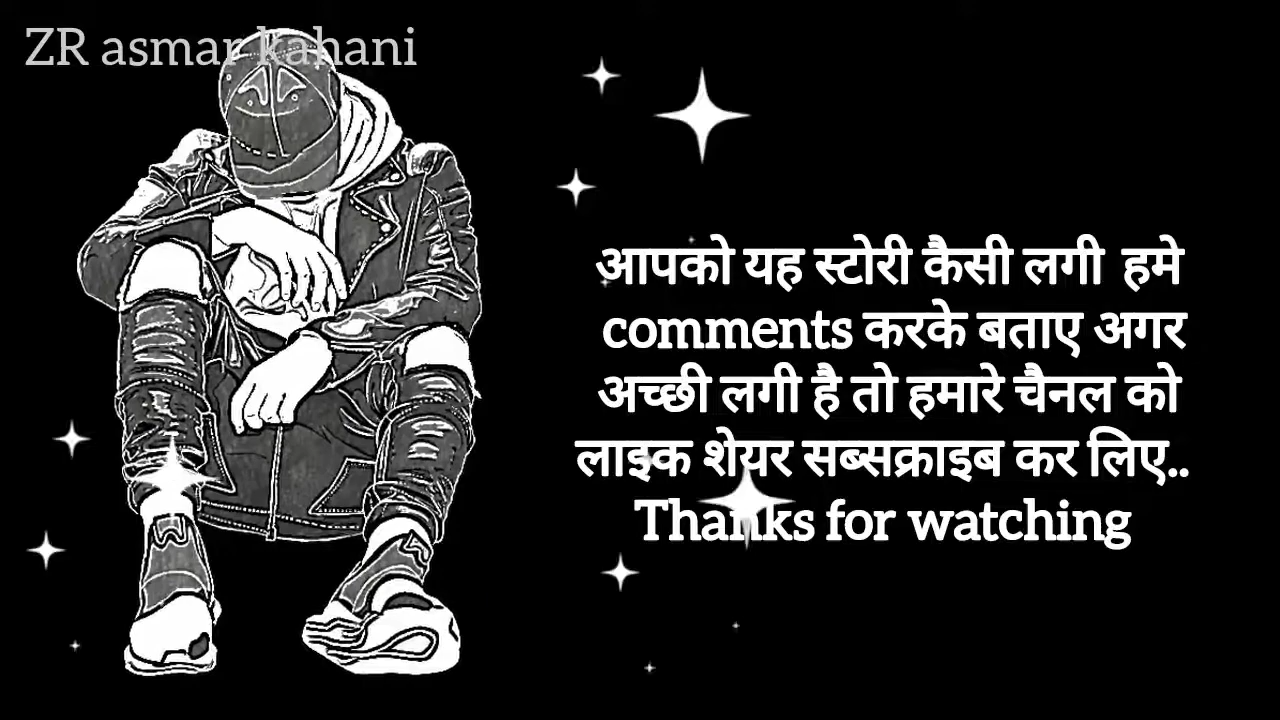 ZR asmar kahani
आपको यह स्टोरी कैसी लगी हमे
comments करके बताए अगर
अच्छी लगी है तो हमारे चैनल को
लाइक शेयर सब्सक्राइब कर लिए..
Thanks for watching